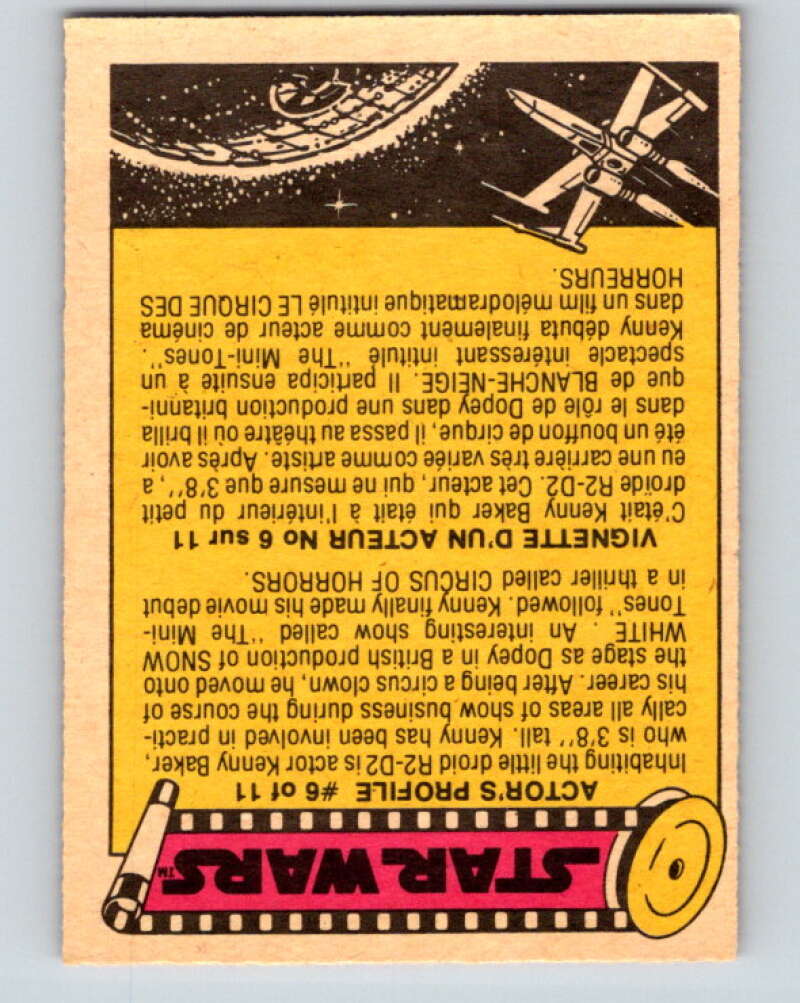 STAR WARS™
ACTOR'S PROFILE #6 of 11
Inhabiting the little droid R2-D2 is actor Kenny Baker,
who is 3'8'' tall. Kenny has been involved in practi-
cally all areas of show business during the course of
his career. After being a circus clown, he moved onto
the stage as Dopey in a British production of SNOW
WHITE . An interesting show called "The Mini-
Tones" followed. Kenny finally made his movie debut
in a thriller called CIRCUS OF HORRORS.
VIGNETTE D'UN ACTEUR No 6 sur 11
C'était Kenny Baker qui était à l'intérieur du petit
droïde R2-D2. Cet acteur, qui ne mesure que 3'8'', a
eu une carrière très variée comme artiste. Après avoir
été un bouffon de cirque, il passa au théâtre où il brilla
dans le rôle de Dopey dans une production britanni-
que de BLANCHE-NEIGE. Il participa ensuite à un
spectacle intéressant intitulé "The Mini-Tones".
Kenny débuta finalement comme acteur de cinéma
dans un film mélodramatique intitulé LE CIRQUE DES
HORREURS.